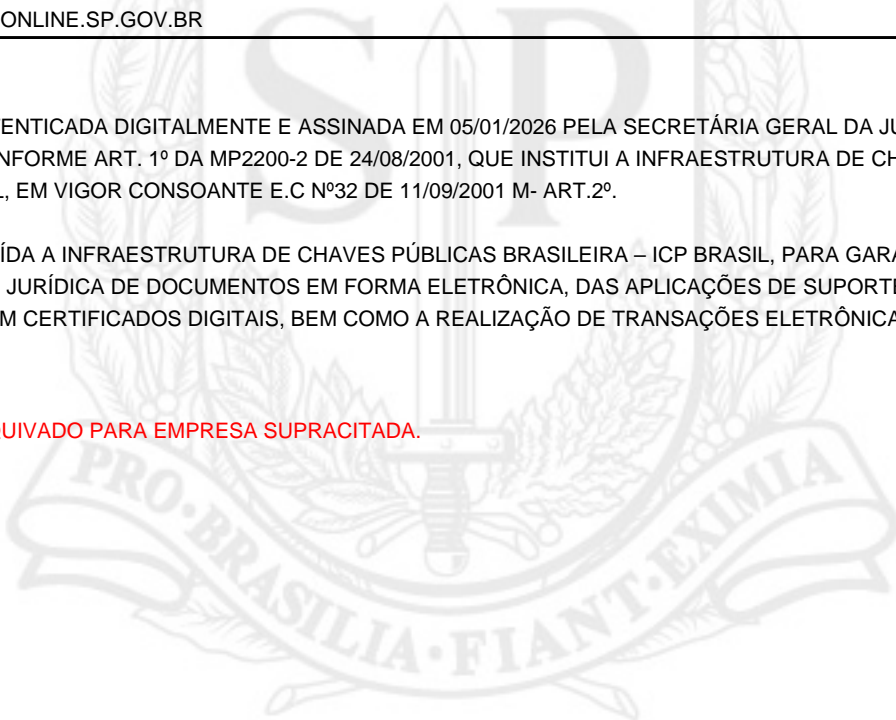 ONLINE.SP.GOV.BR
ENTICADA DIGITALMENTE E ASSINADA EM 05/01/2026 PELA SECRETÁRIA GERAL DA JU
NFORME ART. 1º DA MP2200-2 DE 24/08/2001, QUE INSTITUI A INFRAESTRUTURA DE CH
L, EM VIGOR CONSOANTE E.C Nº32 DE 11/09/2001 M- ART.2º.
ÍDA A INFRAESTRUTURA DE CHAVES PÚBLICAS BRASILEIRA – ICP BRASIL, PARA GARA
JURÍDICA DE DOCUMENTOS EM FORMA ELETRÔNICA, DAS APLICAÇÕES DE SUPORTE
M CERTIFICADOS DIGITAIS, BEM COMO A REALIZAÇÃO DE TRANSAÇÕES ELETRÔNICA
QUIVADO PARA EMPRESA SUPRACITADA.
SP
PRO·BRASILIA·FIANT·EXIMIA